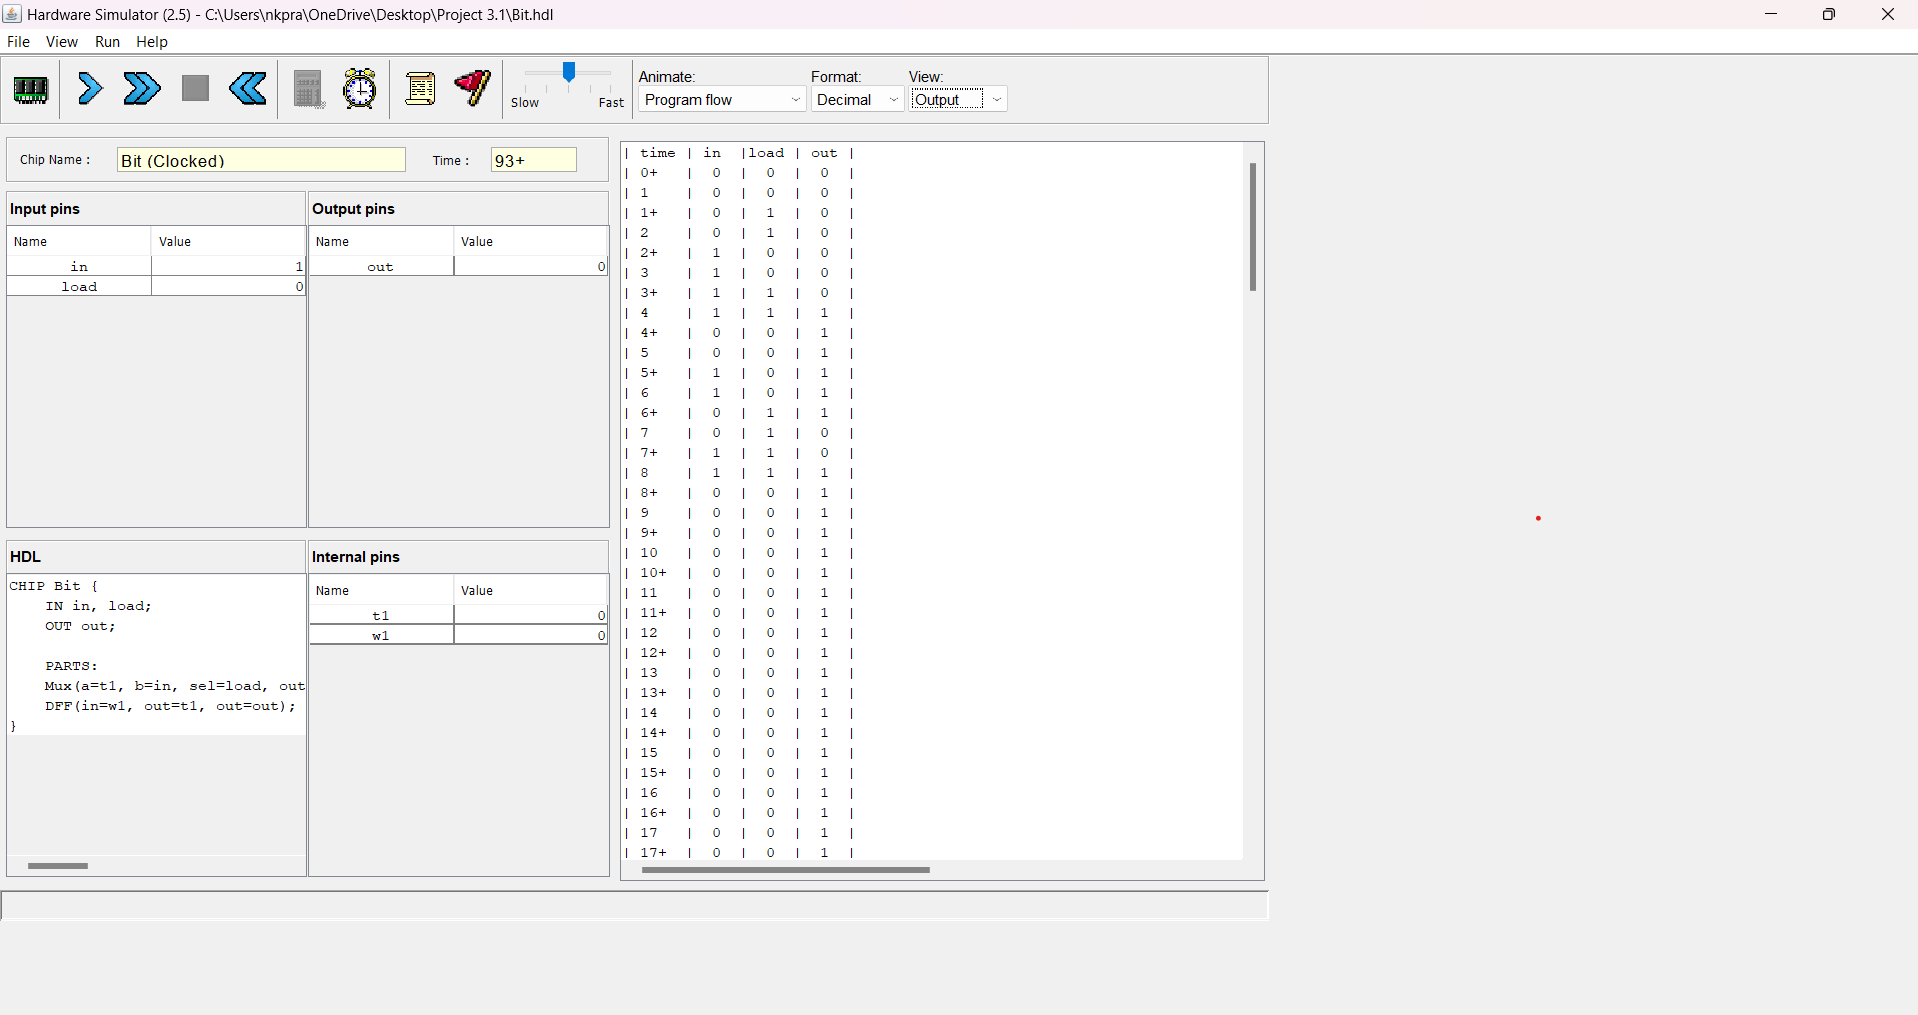 Hardware Simulator (2.5) - C:\Users\nkpra\OneDrive\Desktop\Project 3.1\Bit.hdl
File View Run Help
Slow Fast
Animate: Format: View:
Program flow Decimal Output
Chip Name : Bit (Clocked) Time : 93+
Input pins
Name Value
in 1
load 0
Output pins
Name Value
out 0
HDL
CHIP Bit {
IN in, load;
OUT out;
PARTS:
Mux(a=t1, b=in, sel=load, out
DFF(in=w1, out=t1, out=out);
}
Internal pins
Name Value
t1 0
w1 0
| time | in |load | out |
| 0+ | 0 | 0 | 0 |
| 1 | 0 | 0 | 0 |
| 1+ | 0 | 1 | 0 |
| 2 | 0 | 1 | 0 |
| 2+ | 1 | 0 | 0 |
| 3 | 1 | 0 | 0 |
| 3+ | 1 | 1 | 0 |
| 4 | 1 | 1 | 1 |
| 4+ | 0 | 0 | 1 |
| 5 | 0 | 0 | 1 |
| 5+ | 1 | 0 | 1 |
| 6 | 1 | 0 | 1 |
| 6+ | 0 | 1 | 1 |
| 7 | 0 | 1 | 0 |
| 7+ | 1 | 1 | 0 |
| 8 | 1 | 1 | 1 |
| 8+ | 0 | 0 | 1 |
| 9 | 0 | 0 | 1 |
| 9+ | 0 | 0 | 1 |
| 10 | 0 | 0 | 1 |
| 10+ | 0 | 0 | 1 |
| 11 | 0 | 0 | 1 |
| 11+ | 0 | 0 | 1 |
| 12 | 0 | 0 | 1 |
| 12+ | 0 | 0 | 1 |
| 13 | 0 | 0 | 1 |
| 13+ | 0 | 0 | 1 |
| 14 | 0 | 0 | 1 |
| 14+ | 0 | 0 | 1 |
| 15 | 0 | 0 | 1 |
| 15+ | 0 | 0 | 1 |
| 16 | 0 | 0 | 1 |
| 16+ | 0 | 0 | 1 |
| 17 | 0 | 0 | 1 |
| 17+ | 0 | 0 | 1 |